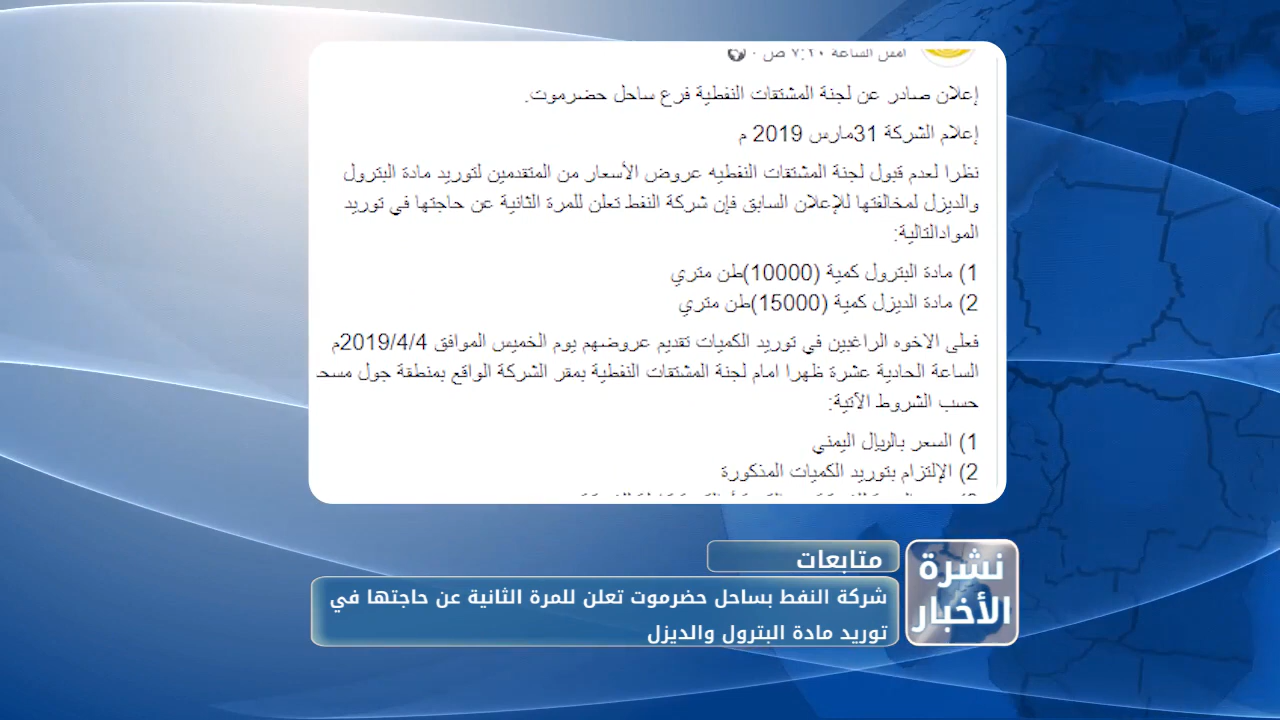 امس الساعة ٧:٢٠ ص ·
إعلان صادر عن لجنة المشتقات النفطية فرع ساحل حضرموت.
إعلام الشركة 31مارس 2019 م
نظرا لعدم قبول لجنة المشتقات النفطيه عروض الأسعار من المتقدمين لتوريد مادة البترول
والديزل لمخالفتها للإعلان السابق فإن شركة النفط تعلن للمرة الثانية عن حاجتها في توريد
الموادالتالية:
1) مادة البترول كمية (10000)طن متري
2) مادة الديزل كمية (15000)طن متري
فعلى الاخوه الراغبين في توريد الكميات تقديم عروضهم يوم الخميس الموافق 2019/4/4م
الساعة الحادية عشرة ظهرا امام لجنة المشتقات النفطية بمقر الشركة الواقع بمنطقة جول مسحـ
حسب الشروط الآتية:
1) السعر بالريال اليمني
2) الإلتزام بتوريد الكميات المذكورة
متابعات
شركة النفط بساحل حضرموت تعلن للمرة الثانية عن حاجتها في
توريد مادة البترول والديزل
نشرة
الأخبار